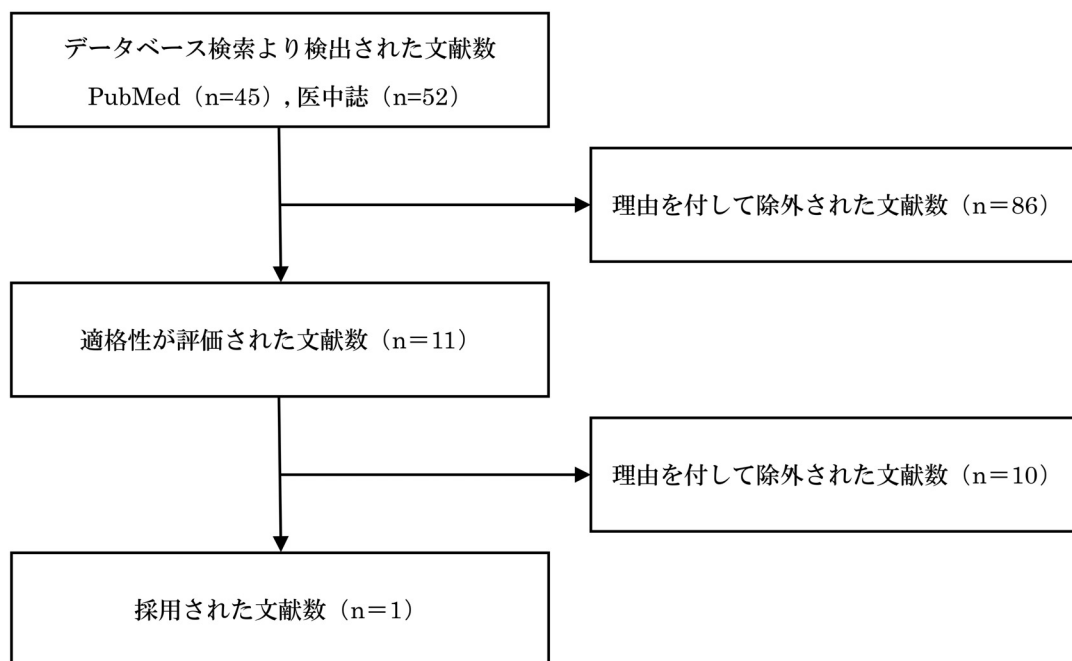 データベース検索より検出された文献数
PubMed（n=45）,医中誌（n=52）
理由を付して除外された文献数（n＝86）
適格性が評価された文献数（n＝11）
理由を付して除外された文献数（n＝10）
採用された文献数（n＝1）